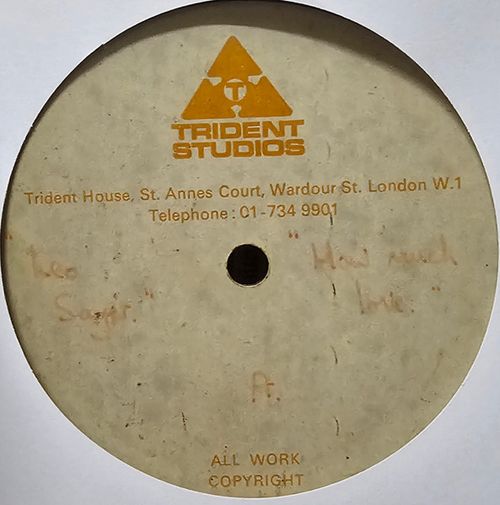 T
TRIDENT
STUDIOS
Trident House, St. Annes Court, Wardour St. London W.1
Telephone: 01-734 9901
"Leo
Sayer."
"How much
love."
A.
ALL WORK
COPYRIGHT